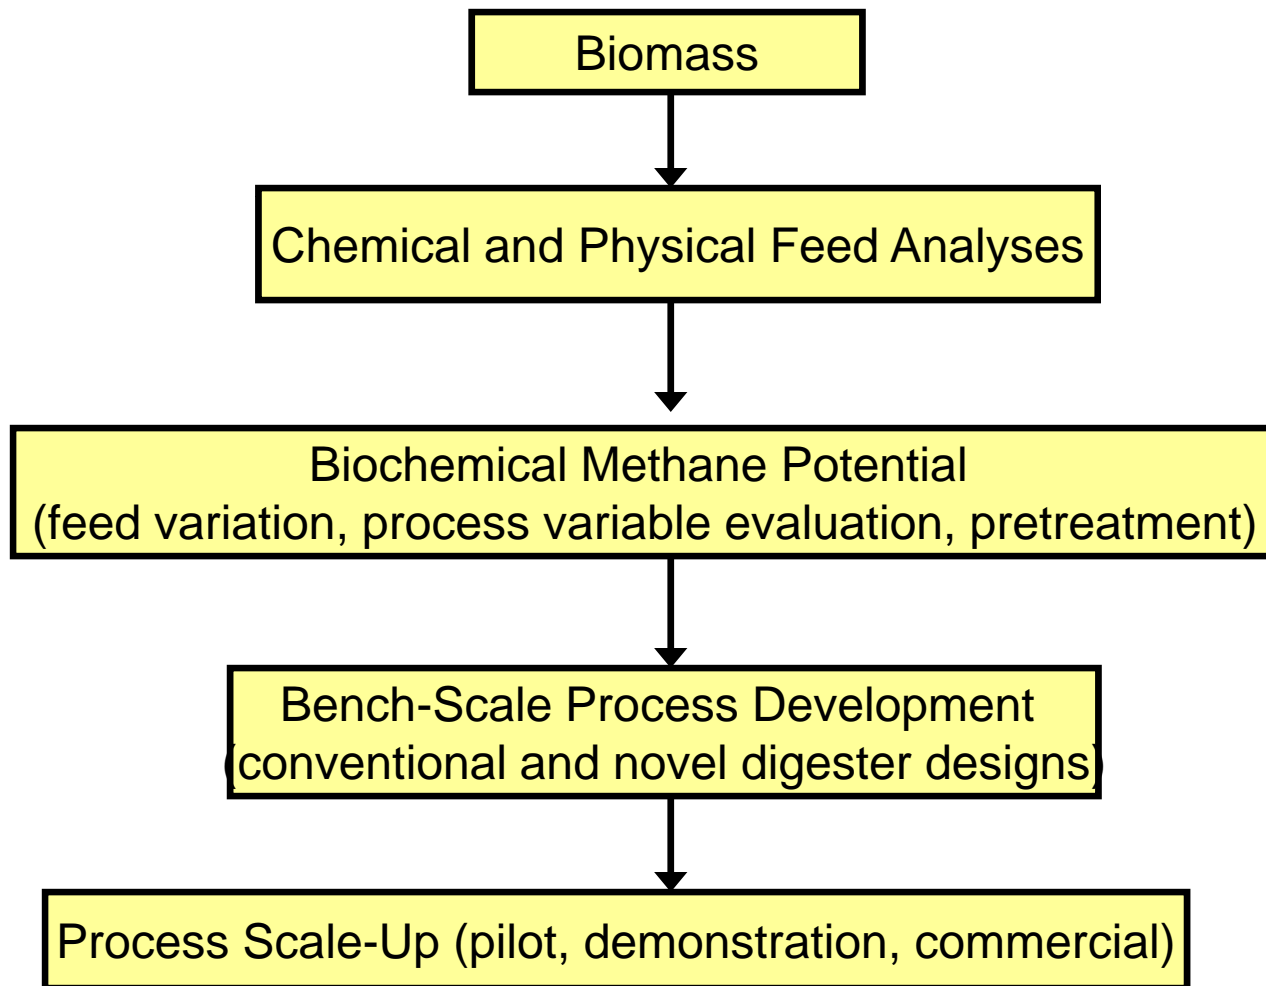 Biomass
Chemical and Physical Feed Analyses
Biochemical Methane Potential
(feed variation, process variable evaluation, pretreatment)
Bench-Scale Process Development
(conventional and novel digester designs)
Process Scale-Up (pilot, demonstration, commercial)